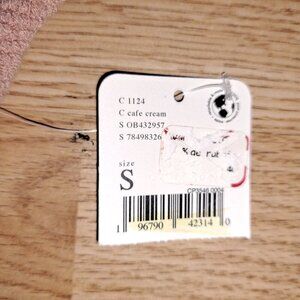 C 1124
C cafe cream
S OB432957
S 78498326
size
S
CP3546 0004
1 96790 42314 0